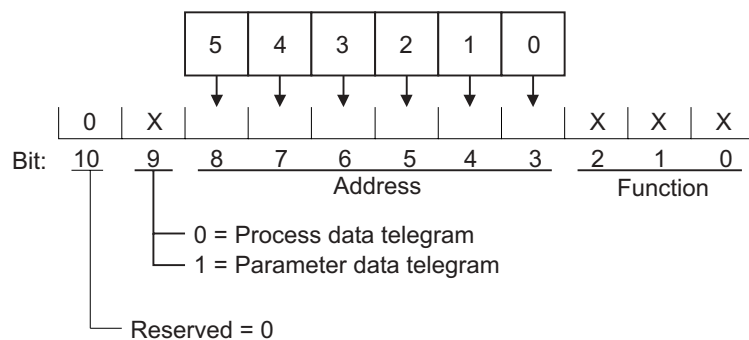 5 4 3 2 1 0
0 X X X X
Bit: 10 9 8 7 6 5 4 3 2 1 0
Address Function
0 = Process data telegram
1 = Parameter data telegram
Reserved = 0